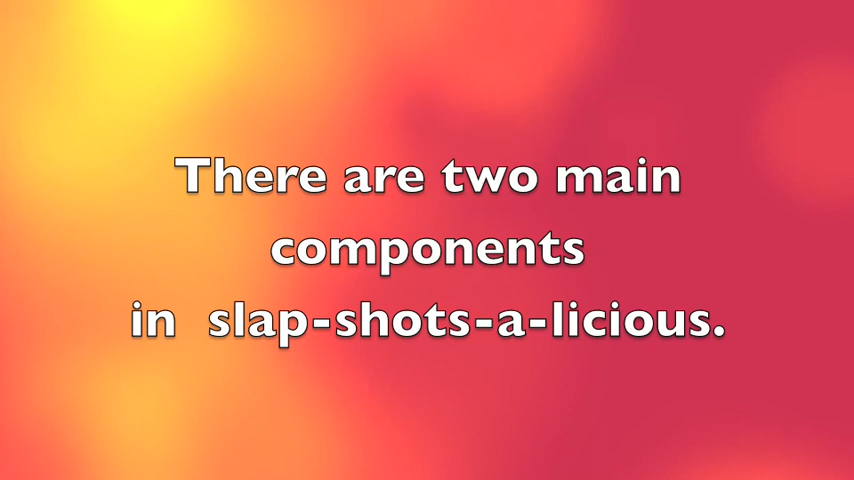 There are two main
components
in  slap-shots-a-licious.